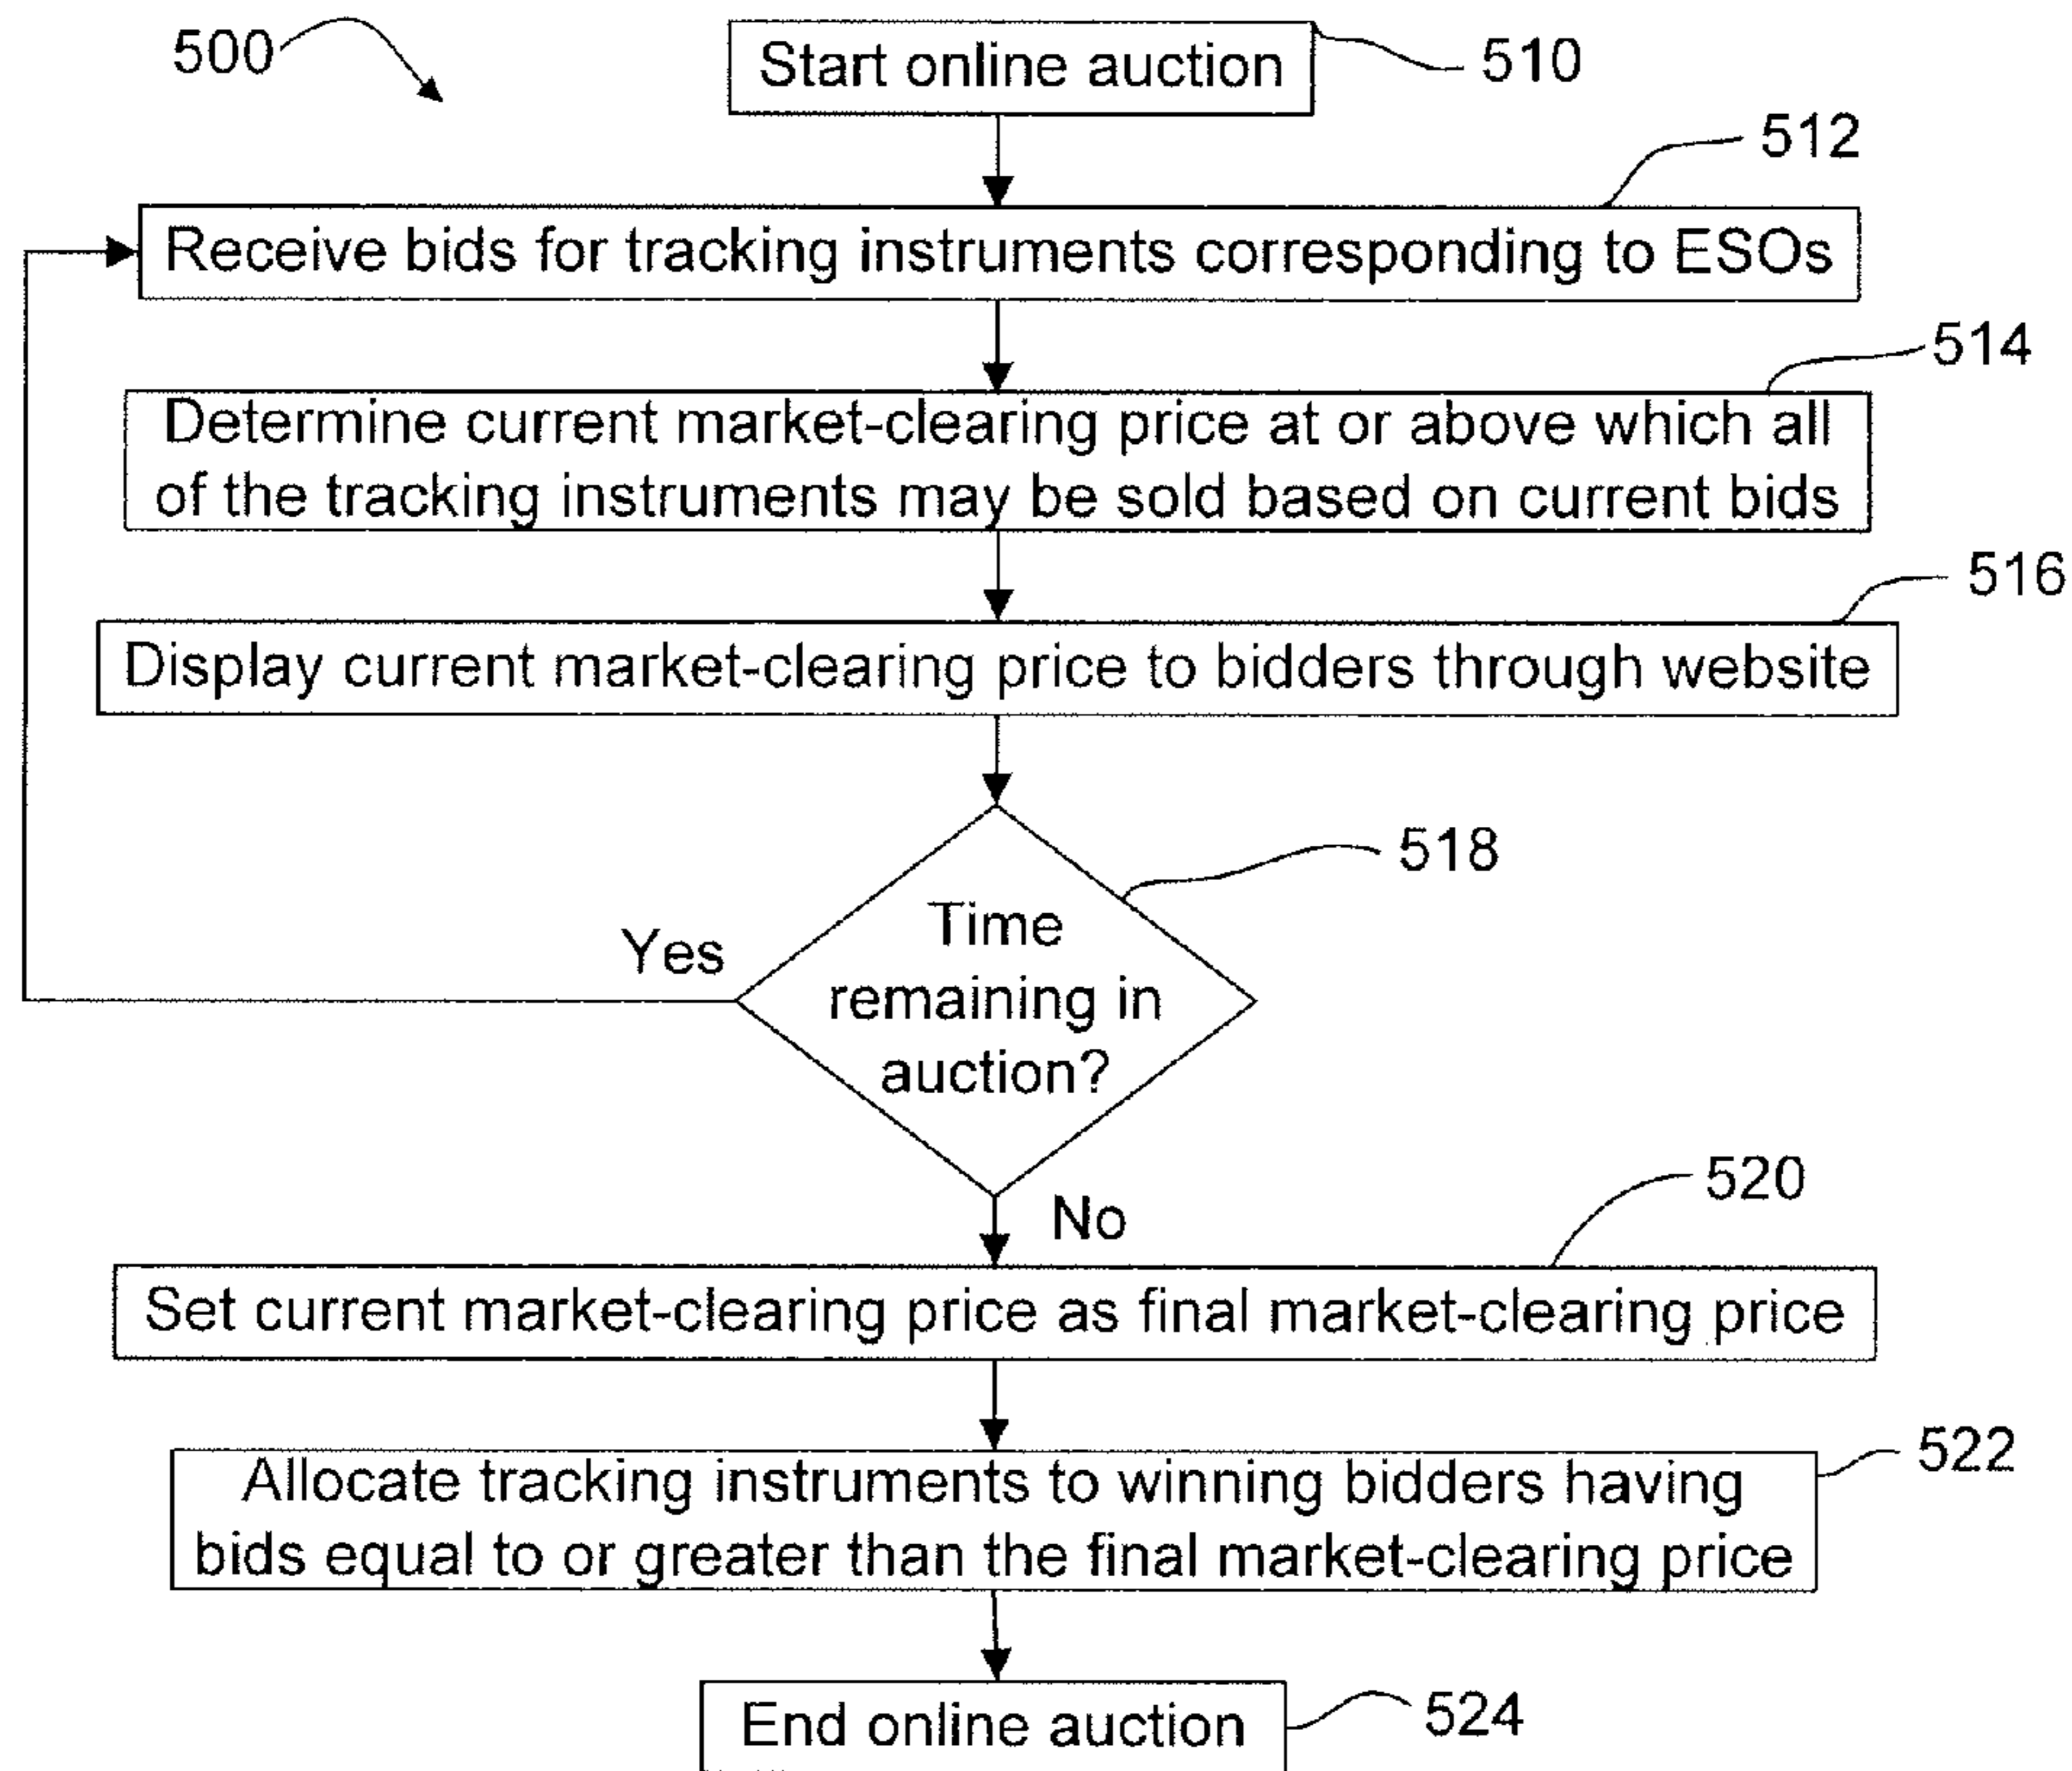 500
Start online auction
510
512
Receive bids for tracking instruments corresponding to ESOs
514
Determine current market-clearing price at or above which all
of the tracking instruments may be sold based on current bids
516
Display current market-clearing price to bidders through website
518
Time
remaining in
auction?
Yes
No
520
Set current market-clearing price as final market-clearing price
522
Allocate tracking instruments to winning bidders having
bids equal to or greater than the final market-clearing price
End online auction
524